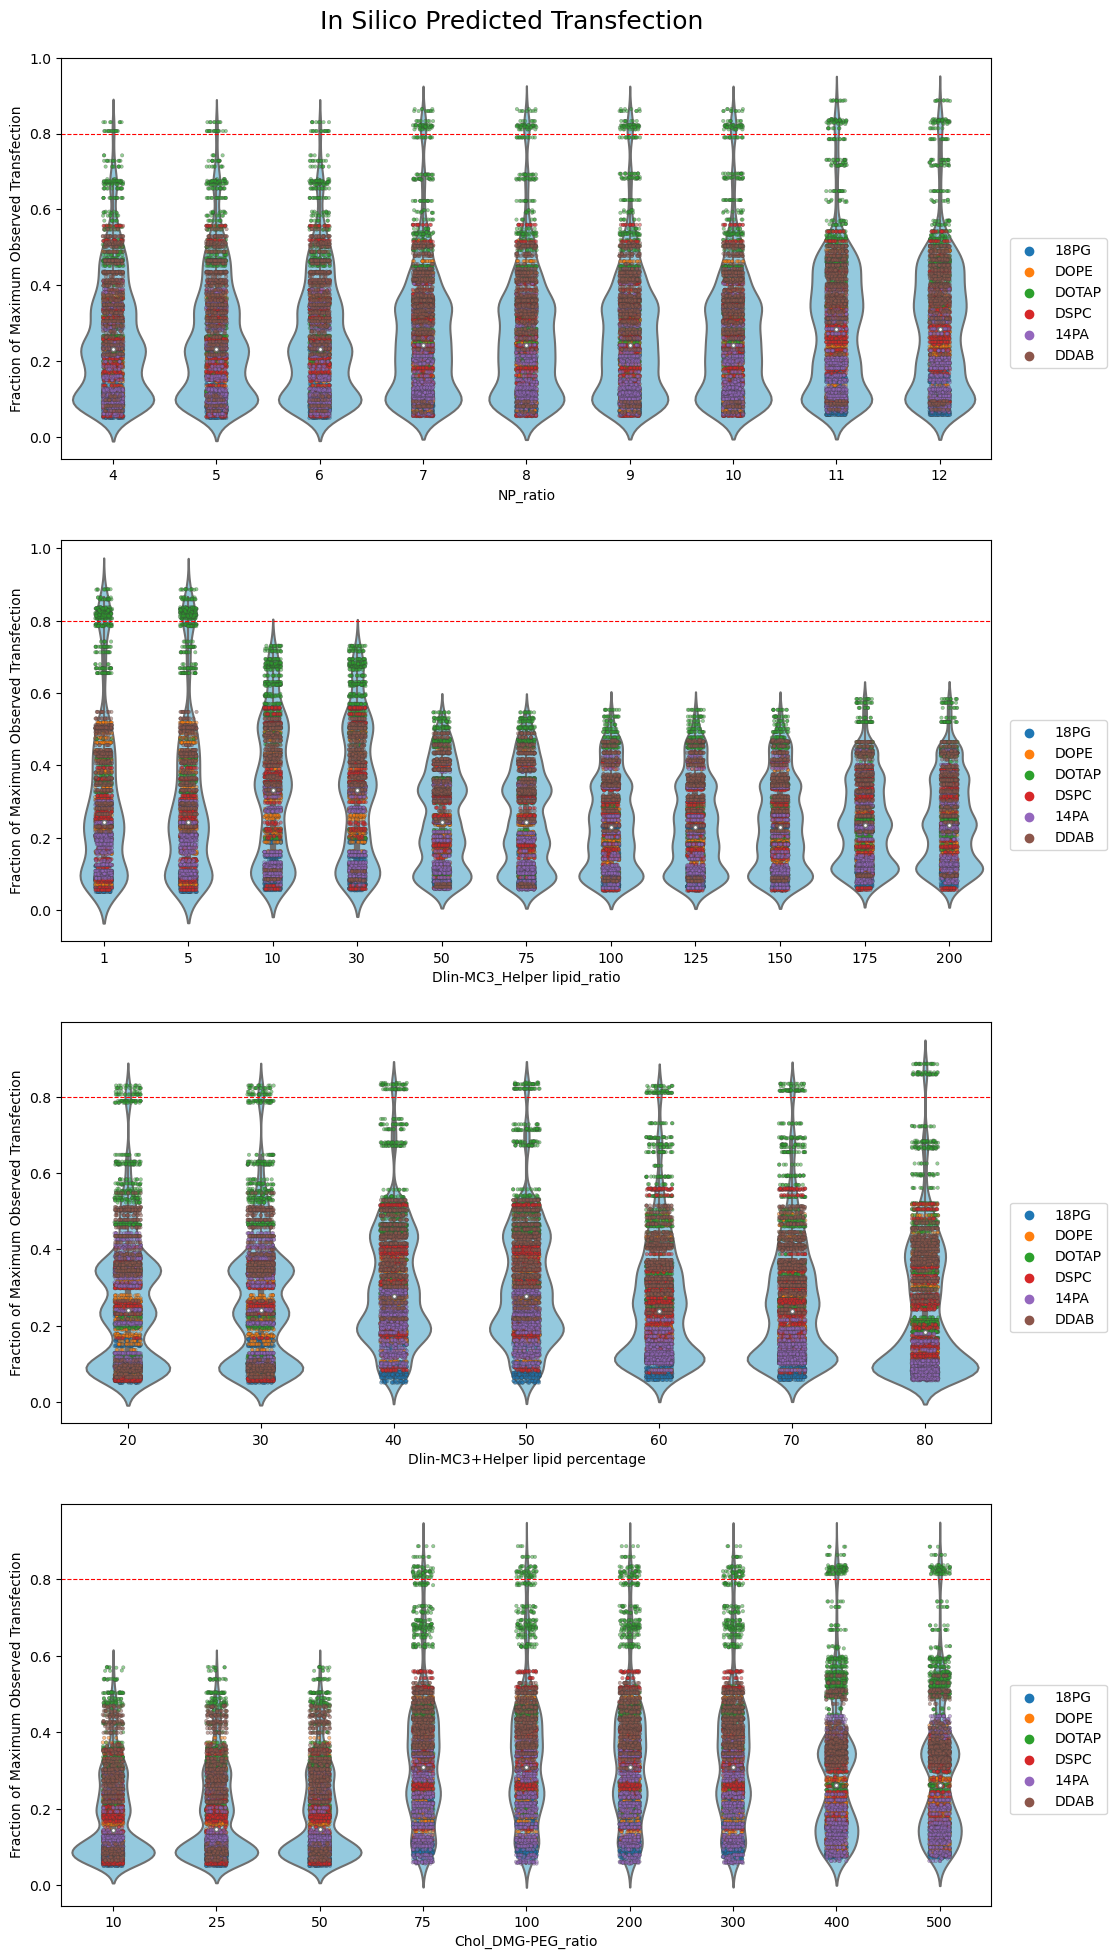 In Silico Predicted Transfection
Fraction of Maximum Observed Transfection
1.0
0.8
0.6
0.4
0.2
0.0
4 5 6 7 8 9 10 11 12
NP_ratio
18PG
DOPE
DOTAP
DSPC
14PA
DDAB
Fraction of Maximum Observed Transfection
1.0
0.8
0.6
0.4
0.2
0.0
1 5 10 30 50 75 100 125 150 175 200
Dlin-MC3_Helper lipid_ratio
18PG
DOPE
DOTAP
DSPC
14PA
DDAB
Fraction of Maximum Observed Transfection
0.8
0.6
0.4
0.2
0.0
20 30 40 50 60 70 80
Dlin-MC3+Helper lipid percentage
18PG
DOPE
DOTAP
DSPC
14PA
DDAB
Fraction of Maximum Observed Transfection
0.8
0.6
0.4
0.2
0.0
10 25 50 75 100 200 300 400 500
Chol_DMG-PEG_ratio
18PG
DOPE
DOTAP
DSPC
14PA
DDAB